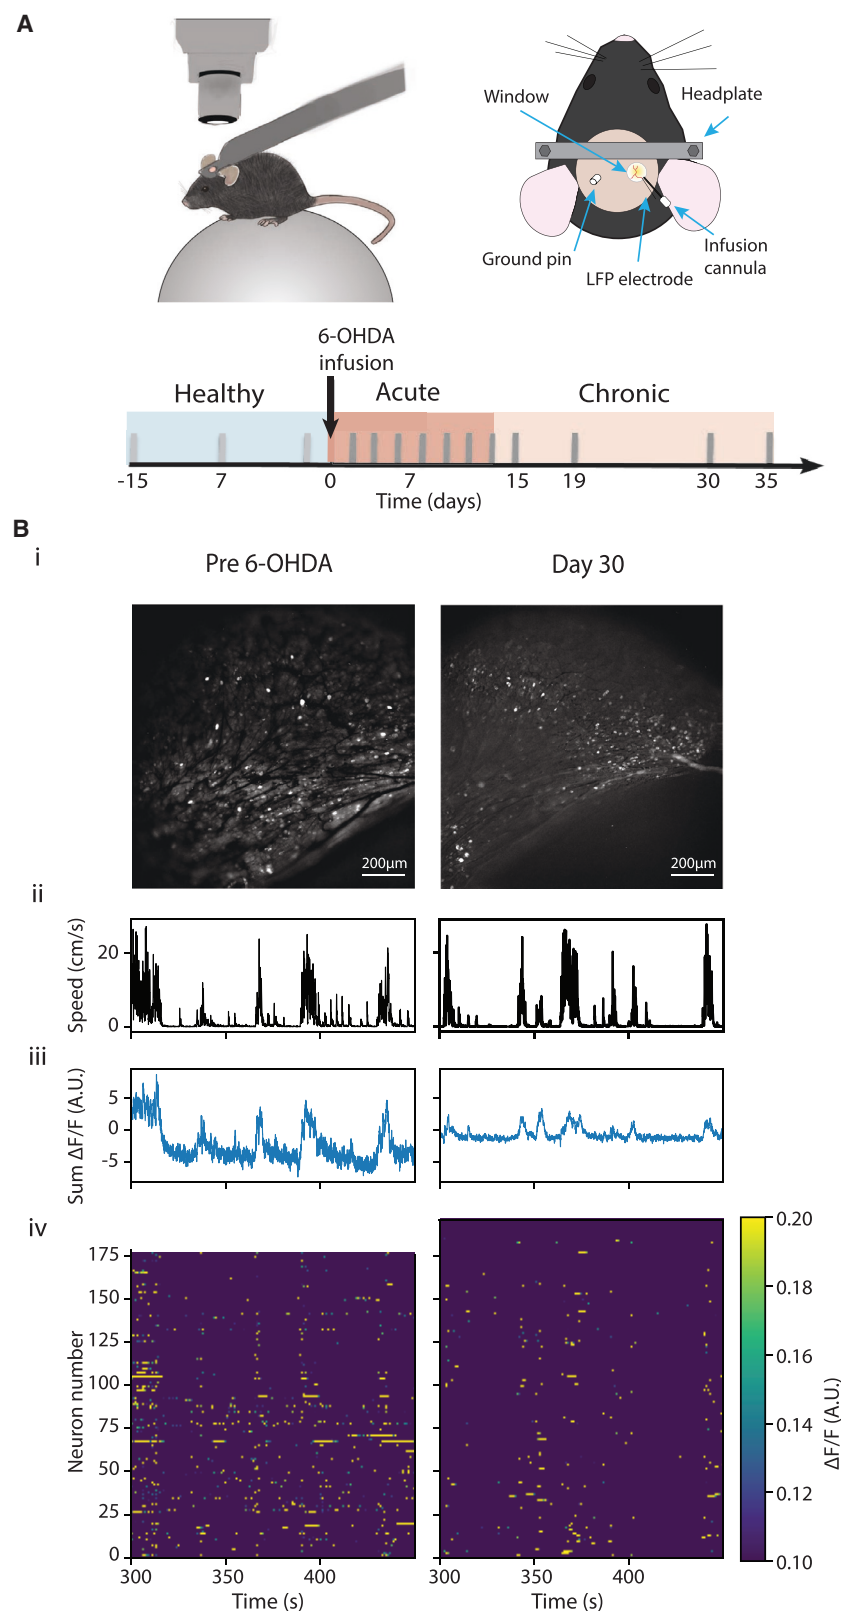 A
Window
Headplate
Ground pin
LFP electrode
Infusion
cannula
6-OHDA
infusion
Healthy
Acute
Chronic
-15 7 0 7 15 19 30 35
Time (days)
B
i
Pre 6-OHDA
Day 30
200μm
200μm
ii
Speed (cm/s)
20
0
iii
Sum ΔF/F (A.U.)
5
0
-5
iv
Neuron number
175
150
125
100
75
50
25
0
300 350 400
Time (s)
300 350 400
Time (s)
0.20
0.18
0.16
0.14
0.12
0.10
ΔF/F (A.U.)